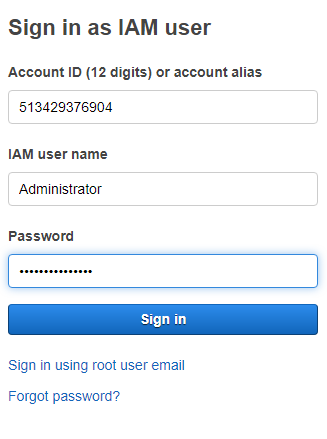 Sign in as IAM user
Account ID (12 digits) or account alias
513429376904
IAM user name
Administrator
Password
•••••••••••••••
Sign in
Sign in using root user email
Forgot password?